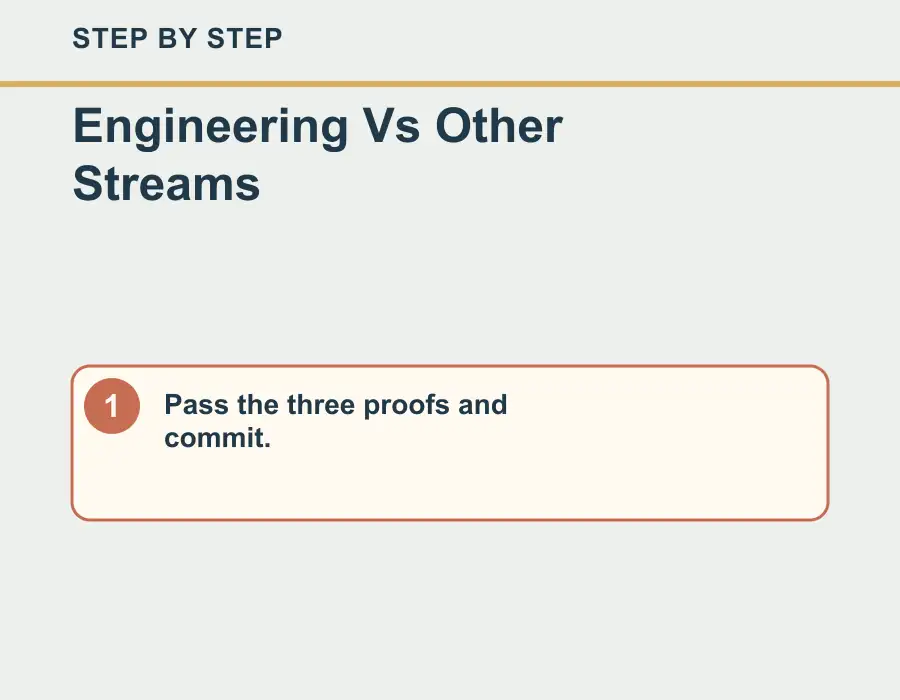 STEP BY STEP
Engineering Vs Other
Streams
1
Pass the three proofs and
commit.